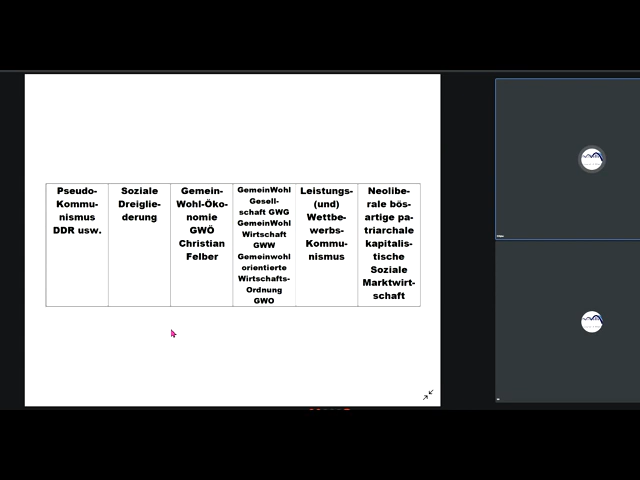 Pseudo-
Kommu-
nismus
DDR usw.
Soziale
Dreiglie-
derung
Gemein-
Wohl-Öko-
nomie
GWÖ
Christian
Felber
GemeinWohl
Gesell-
schaft GWG
GemeinWohl
Wirtschaft
GWW
Gemeinwohl
orientierte
Wirtschafts-
Ordnung
GWO
Leistungs-
(und)
Wettbe-
werbs-
Kommu-
nismus
Neolibe-
rale bös-
artige pa-
triarchale
kapitalis-
tische
Soziale
Marktwirt-
schaft